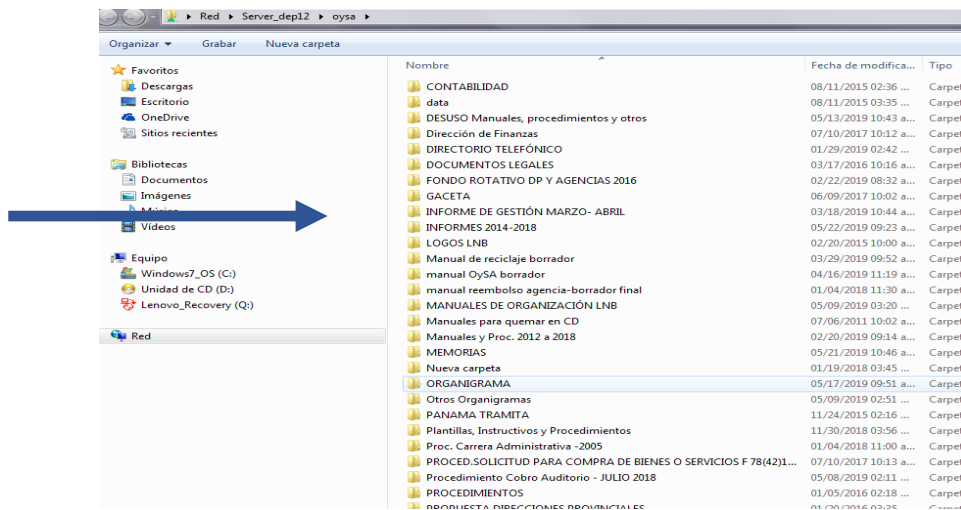 Red ▸ Server_dep12 ▸ oysa ▸
Organizar Grabar Nueva carpeta
Favoritos
Descargas
Escritorio
OneDrive
Sitios recientes
Bibliotecas
Documentos
Imágenes
Vídeos
Equipo
Windows7_OS (C:)
Unidad de CD (D:)
Lenovo_Recovery (Q:)
Red
Nombre Fecha de modifica... Tipo
CONTABILIDAD 08/11/2015 02:36 ... Carpet
data 08/11/2015 03:35 ... Carpet
DESUSO Manuales, procedimientos y otros 05/13/2019 10:43 a... Carpet
Dirección de Finanzas 07/10/2017 10:12 a... Carpet
DIRECTORIO TELEFÓNICO 01/29/2019 02:42 ... Carpet
DOCUMENTOS LEGALES 03/17/2016 10:16 a... Carpet
FONDO ROTATIVO DP Y AGENCIAS 2016 02/22/2019 08:32 a... Carpet
GACETA 06/09/2017 10:02 a... Carpet
INFORME DE GESTIÓN MARZO- ABRIL 03/18/2019 10:44 a... Carpet
INFORMES 2014-2018 05/22/2019 09:23 a... Carpet
LOGOS LNB 02/20/2015 10:00 a... Carpet
Manual de reciclaje borrador 03/29/2019 09:52 a... Carpet
manual OySA borrador 04/16/2019 11:19 a... Carpet
manual reembolso agencia-borrador final 01/04/2018 11:30 a... Carpet
MANUALES DE ORGANIZACIÓN LNB 05/09/2019 03:20 ... Carpet
Manuales para quemar en CD 07/06/2011 10:02 a... Carpet
Manuales y Proc. 2012 a 2018 02/20/2019 09:14 a... Carpet
MEMORIAS 05/21/2019 10:46 a... Carpet
Nueva carpeta 01/19/2018 03:45 ... Carpet
ORGANIGRAMA 05/17/2019 09:51 a... Carpet
Otros Organigramas 05/09/2019 02:51 ... Carpet
PANAMA TRAMITA 11/24/2015 02:16 ... Carpet
Plantillas, Instructivos y Procedimientos 11/30/2018 03:56 ... Carpet
Proc. Carrera Administrativa -2005 01/04/2018 11:00 a... Carpet
PROCED.SOLICITUD PARA COMPRA DE BIENES O SERVICIOS F 78(42)1... 07/10/2017 10:13 a... Carpet
Procedimiento Cobro Auditorio - JULIO 2018 05/08/2019 02:11 ... Carpet
PROCEDIMIENTOS 01/05/2016 02:18 ... Carpet
PROPUESTA DIRECCIONES PROVINCIALES 01/20/2016 03:35 ... Carpet